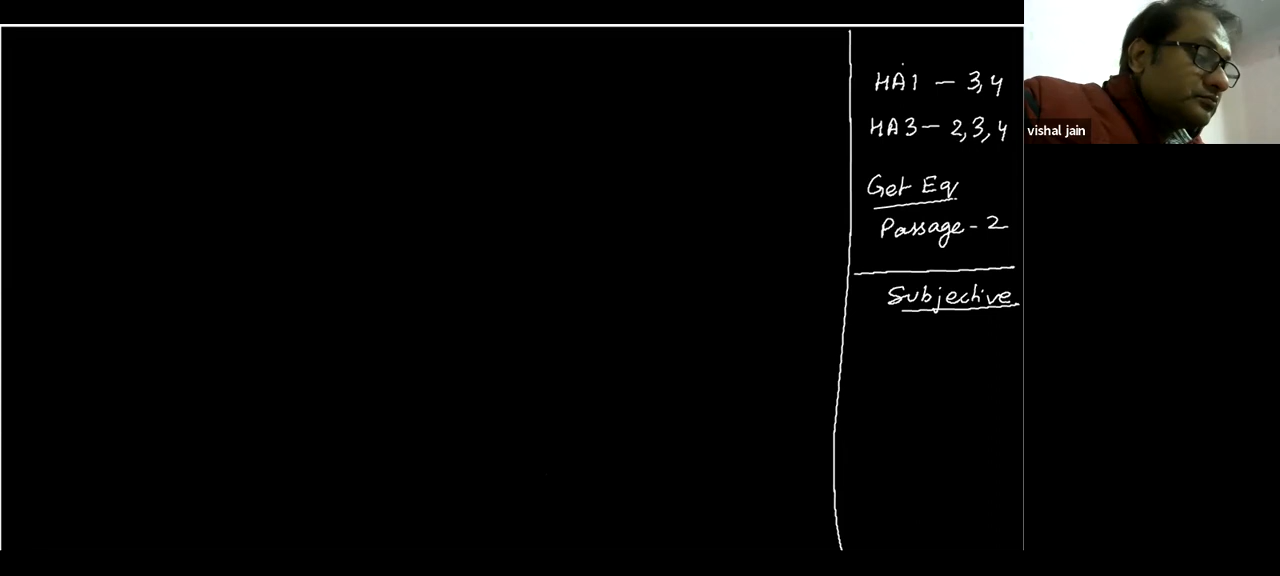 HA1 - 3,4
HA3 - 2,3,4
Get Eq
Passage - 2
Subjective
vishal jain